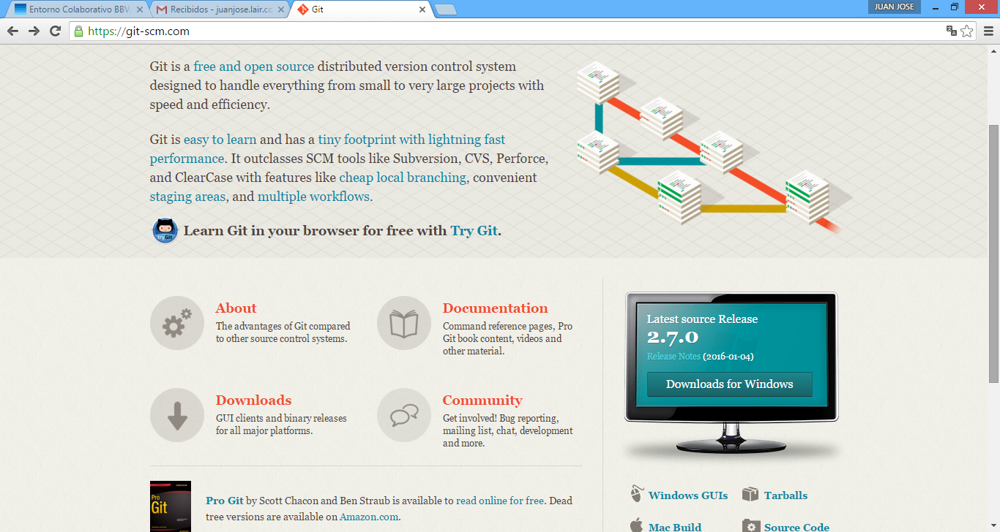 Entorno Colaborativo BBV
Recibidos - juanjose.lair.cc
Git
JUAN JOSE
https://git-scm.com
Git is a free and open source distributed version control system
designed to handle everything from small to very large projects with
speed and efficiency.
Git is easy to learn and has a tiny footprint with lightning fast
performance. It outclasses SCM tools like Subversion, CVS, Perforce,
and ClearCase with features like cheap local branching, convenient
staging areas, and multiple workflows.
tryGit
Learn Git in your browser for free with Try Git.
About
The advantages of Git compared
to other source control systems.
Documentation
Command reference pages, Pro
Git book content, videos and
other material.
Downloads
GUI clients and binary releases
for all major platforms.
Community
Get involved! Bug reporting,
mailing list, chat, development
and more.
Latest source Release
2.7.0
Release Notes (2016-01-04)
Downloads for Windows
Windows GUIs
Tarballs
Mac Build
Source Code
Pro
Git
Pro Git by Scott Chacon and Ben Straub is available to read online for free. Dead
tree versions are available on Amazon.com.